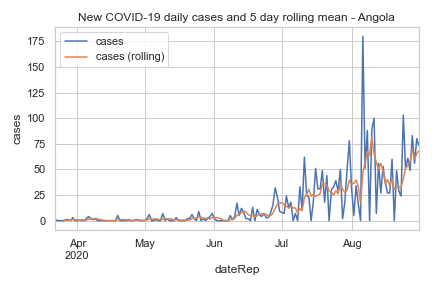 New COVID-19 daily cases and 5 day rolling mean - Angola
cases
cases (rolling)
175
150
125
100
75
50
25
0
cases
Apr May Jun Jul Aug
2020
dateRep